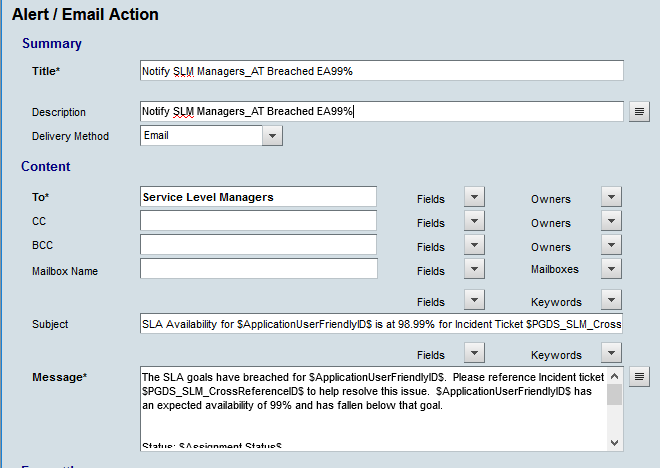 Alert / Email Action
Summary
Title* Notify SLM Managers_AT Breached EA99%
Description Notify SLM Managers_AT Breached EA99%
Delivery Method Email
Content
To* Service Level Managers Fields Owners
CC Fields Owners
BCC Fields Owners
Mailbox Name Fields Mailboxes
Fields Keywords
Subject SLA Availability for $ApplicationUserFriendlyID$ is at 98.99% for Incident Ticket $PGDS_SLM_Cross
Fields Keywords
Message* The SLA goals have breached for $ApplicationUserFriendlyID$. Please reference Incident ticket
$PGDS_SLM_CrossReferenceID$ to help resolve this issue. $ApplicationUserFriendlyID$ has
an expected availability of 99% and has fallen below that goal.
Status: $Assignment Status$